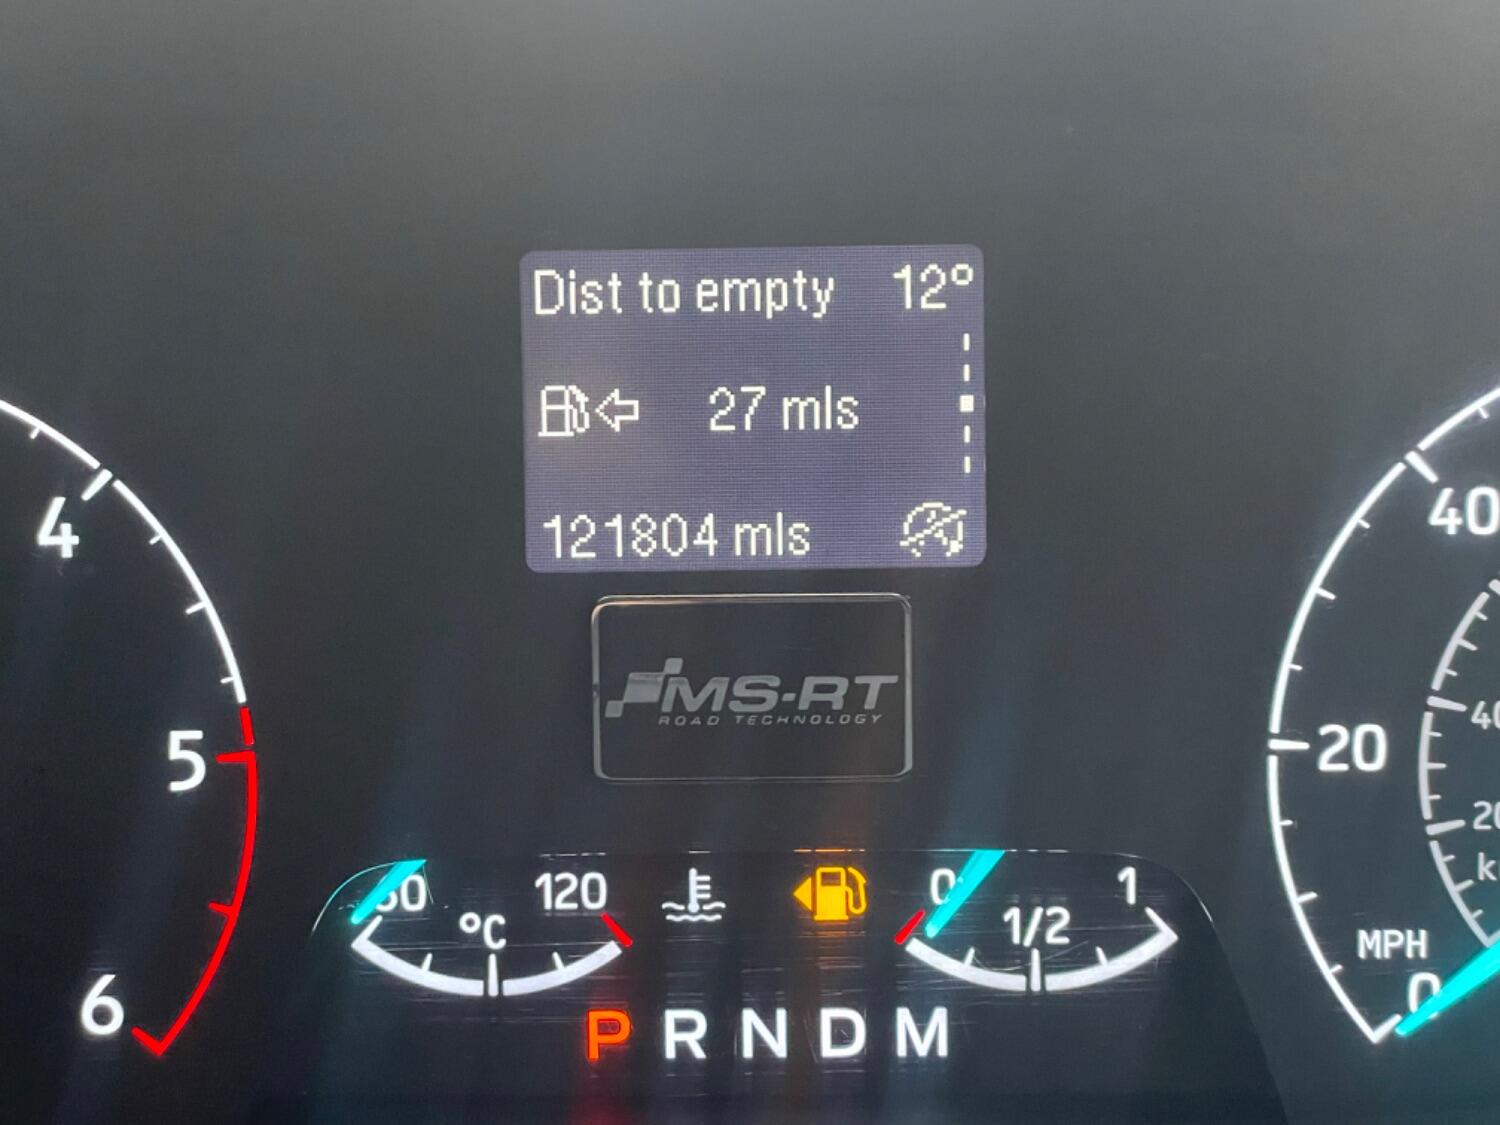 Dist to empty 12°
27 mls
121804 mls
4
5
6
MS-RT
ROAD TECHNOLOGY
120
°C
0
1/2
1
P R N D M
40
20
0
MPH